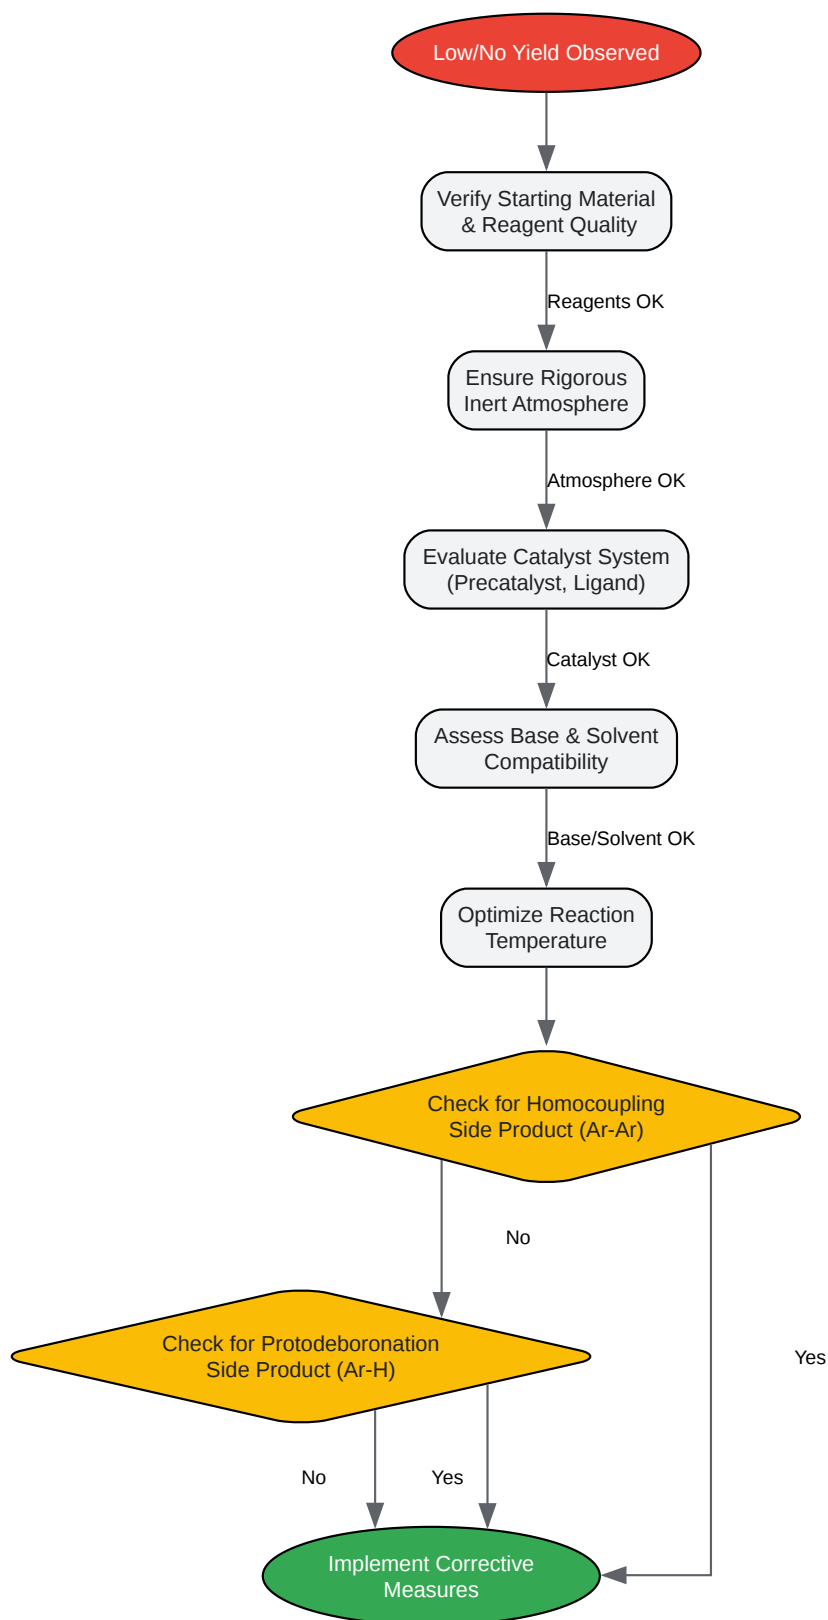 Low/No Yield Observed
Verify Starting Material
& Reagent Quality
Reagents OK
Ensure Rigorous
Inert Atmosphere
Atmosphere OK
Evaluate Catalyst System
(Precatalyst, Ligand)
Catalyst OK
Assess Base & Solvent
Compatibility
Base/Solvent OK
Optimize Reaction
Temperature
Check for Homocoupling
Side Product (Ar-Ar)
No
Check for Protodeboronation
Side Product (Ar-H)
Yes
No
Yes
Implement Corrective
Measures